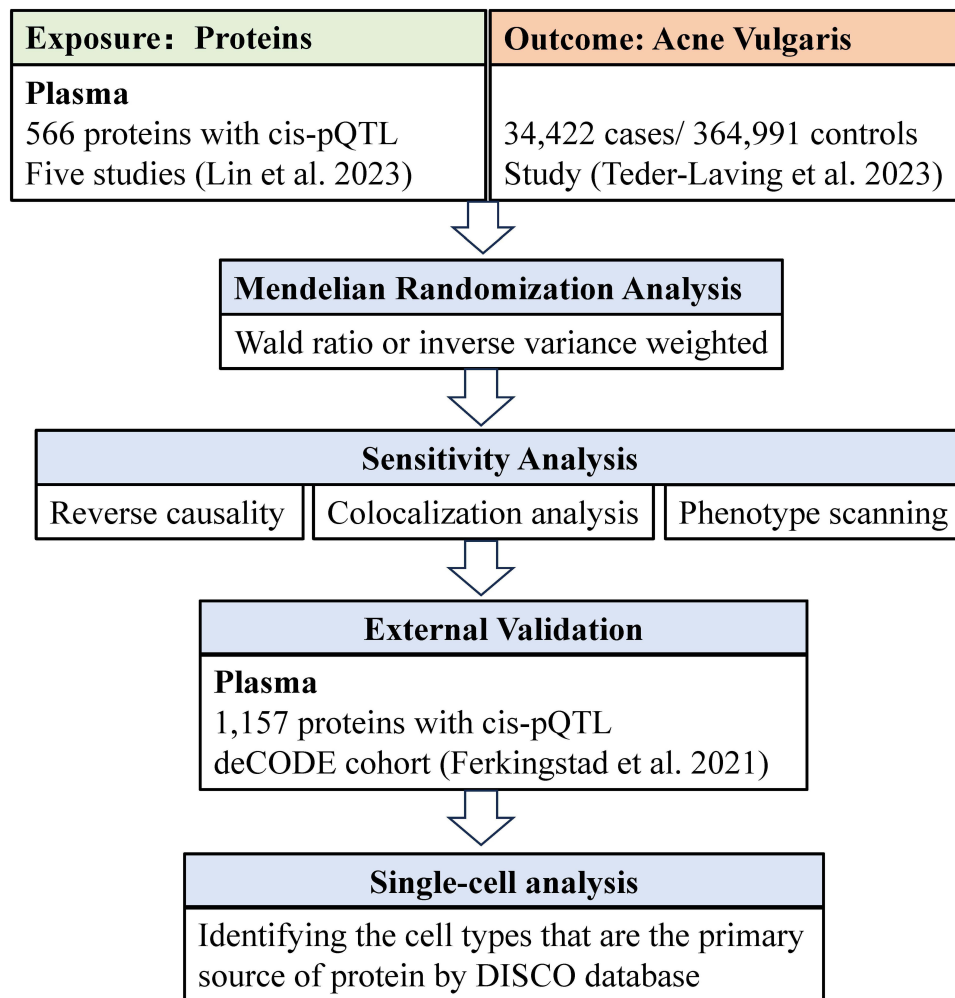 Exposure： Proteins
Plasma
566 proteins with cis-pQTL
Five studies (Lin et al. 2023)
Outcome: Acne Vulgaris
34,422 cases/ 364,991 controls
Study (Teder-Laving et al. 2023)
Mendelian Randomization Analysis
Wald ratio or inverse variance weighted
Sensitivity Analysis
Reverse causality
Colocalization analysis
Phenotype scanning
External Validation
Plasma
1,157 proteins with cis-pQTL
deCODE cohort (Ferkingstad et al. 2021)
Single-cell analysis
Identifying the cell types that are the primary
source of protein by DISCO database